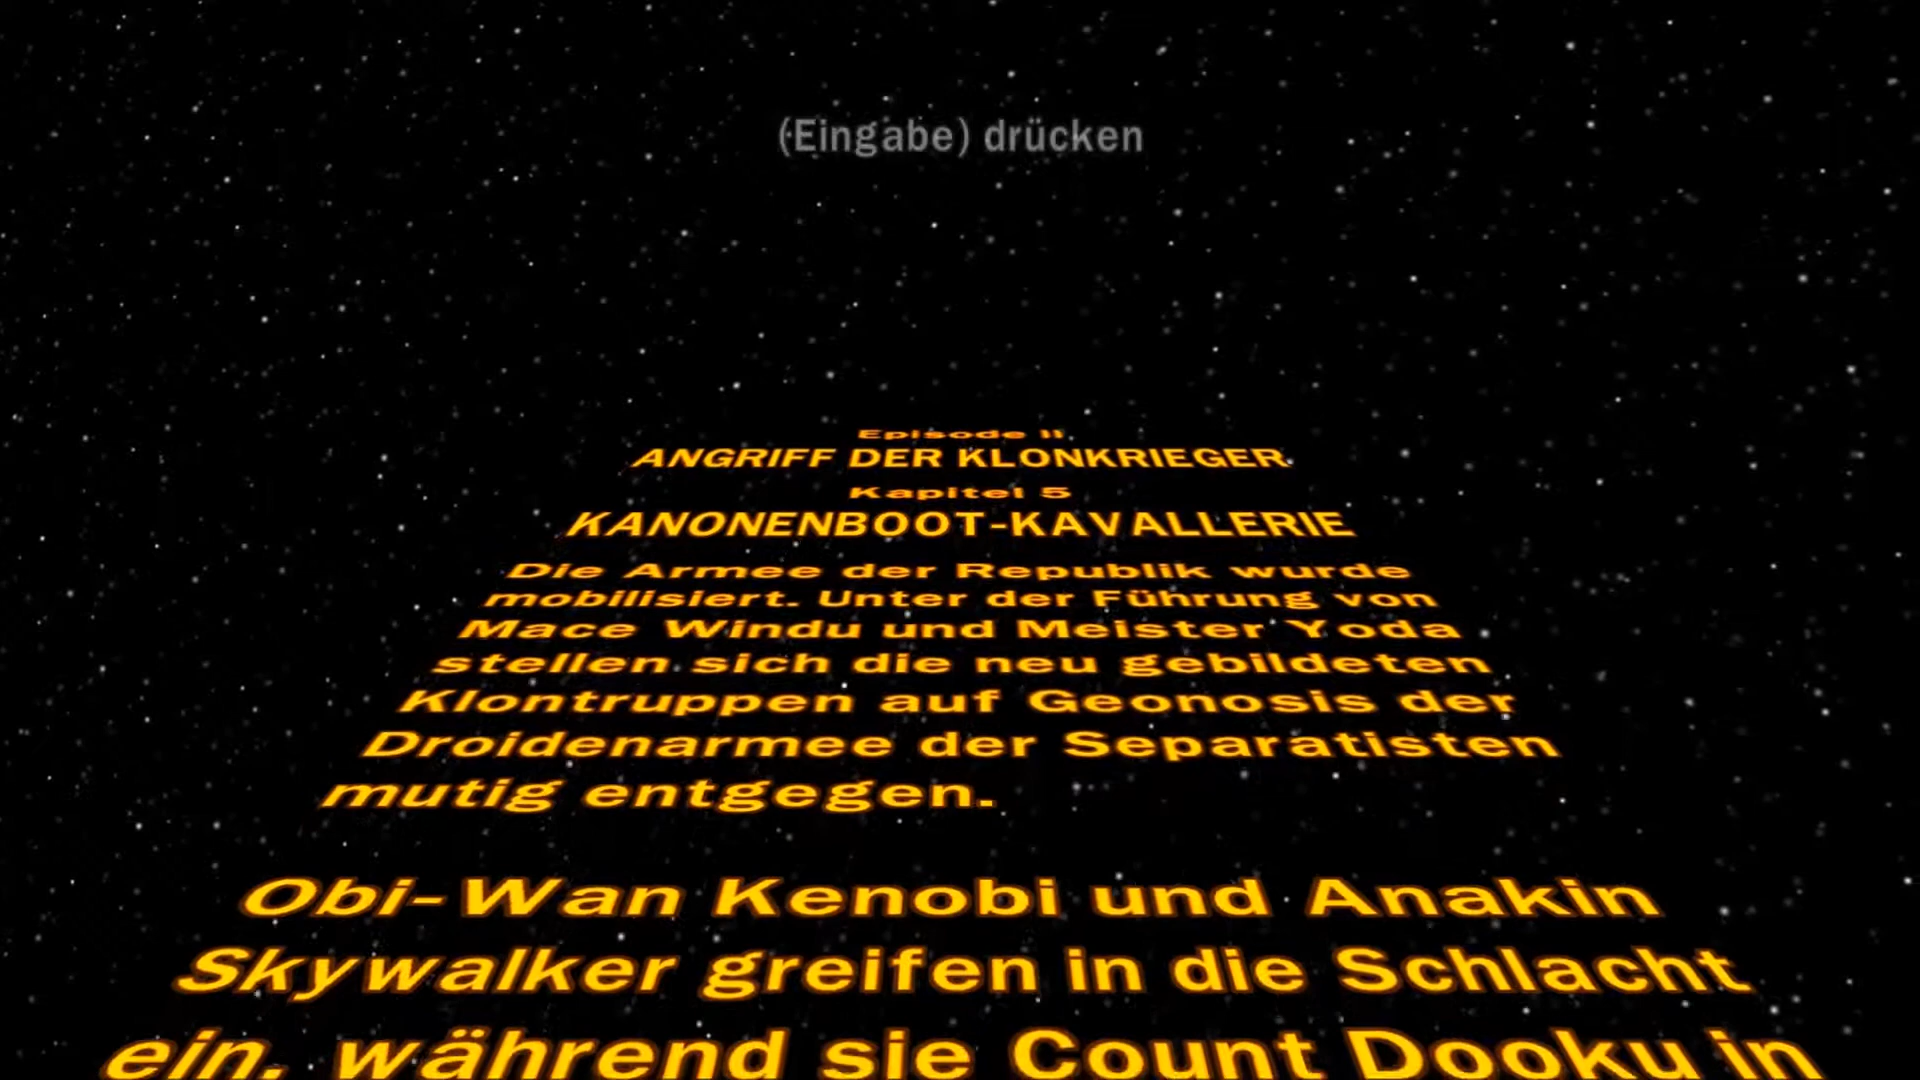 (Eingabe) drücken
Episode II
ANGRIFF DER KLONKRIEGER
Kapitel 5
KANONENBOOT-KAVALLERIE
Die Armee der Republik wurde
mobilisiert. Unter der Führung von
Mace Windu und Meister Yoda
stellen sich die neu gebildeten
Klontruppen auf Geonosis der
Droidenarmee der Separatisten
mutig entgegen.
Obi-Wan Kenobi und Anakin
Skywalker greifen in die Schlacht
ein, während sie Count Dooku in